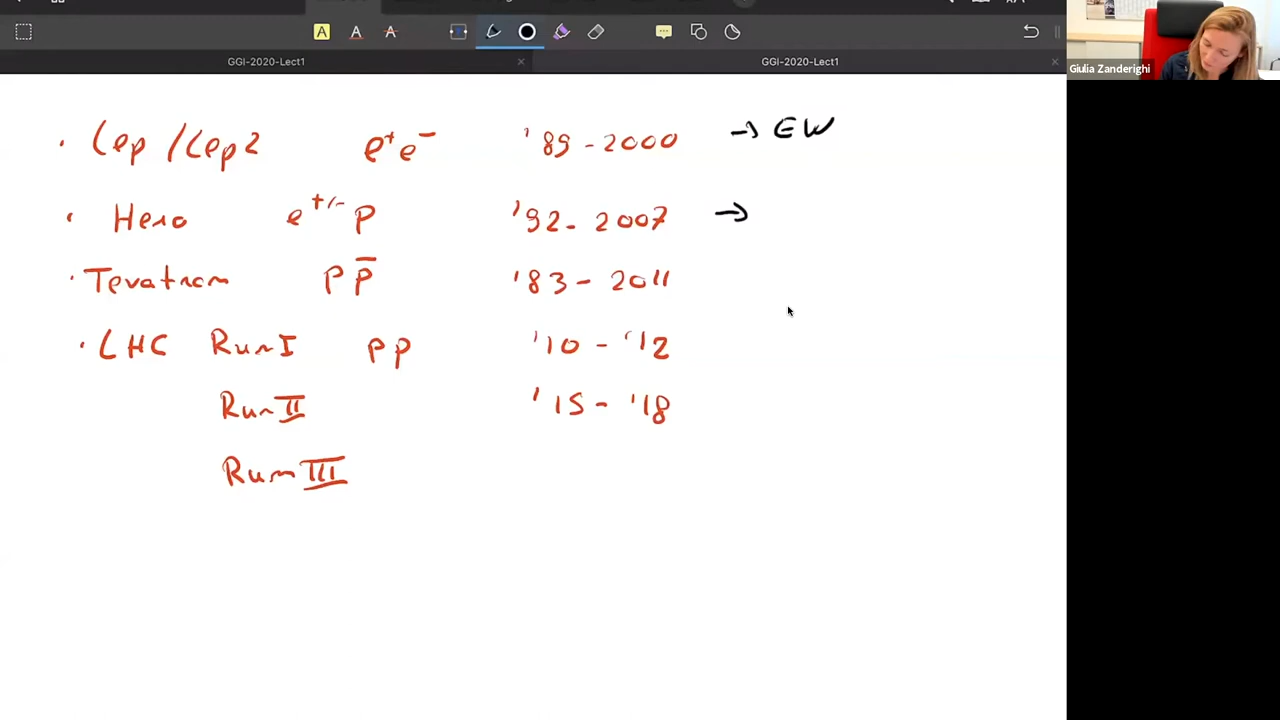 GGI-2020-Lect1 × GGI-2020-Lect1 ×
Giulia Zanderighi
· Lep / Lep2 e⁺e⁻ '89 - 2000 → EW
· Hera e⁺/⁻ p '92 - 2007 →
· Tevatron p p̄ '83 - 2011
· LHC Run I pp '10 - '12
Run II '15 - '18
Run III